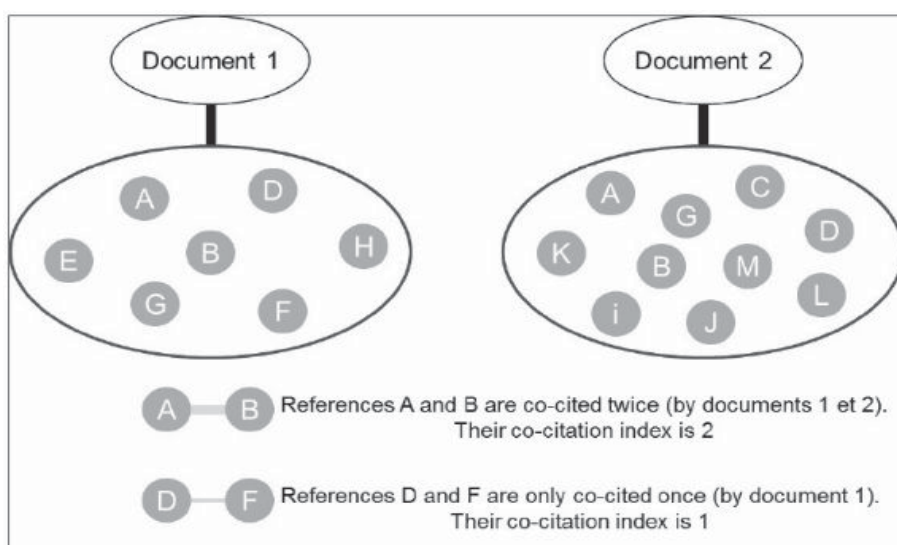 Document 1
Document 2
A
D
E
B
H
G
F
A
G
C
D
K
B
M
L
i
J
A
B
References A and B are co-cited twice (by documents 1 et 2).
Their co-citation index is 2
D
F
References D and F are only co-cited once (by document 1).
Their co-citation index is 1